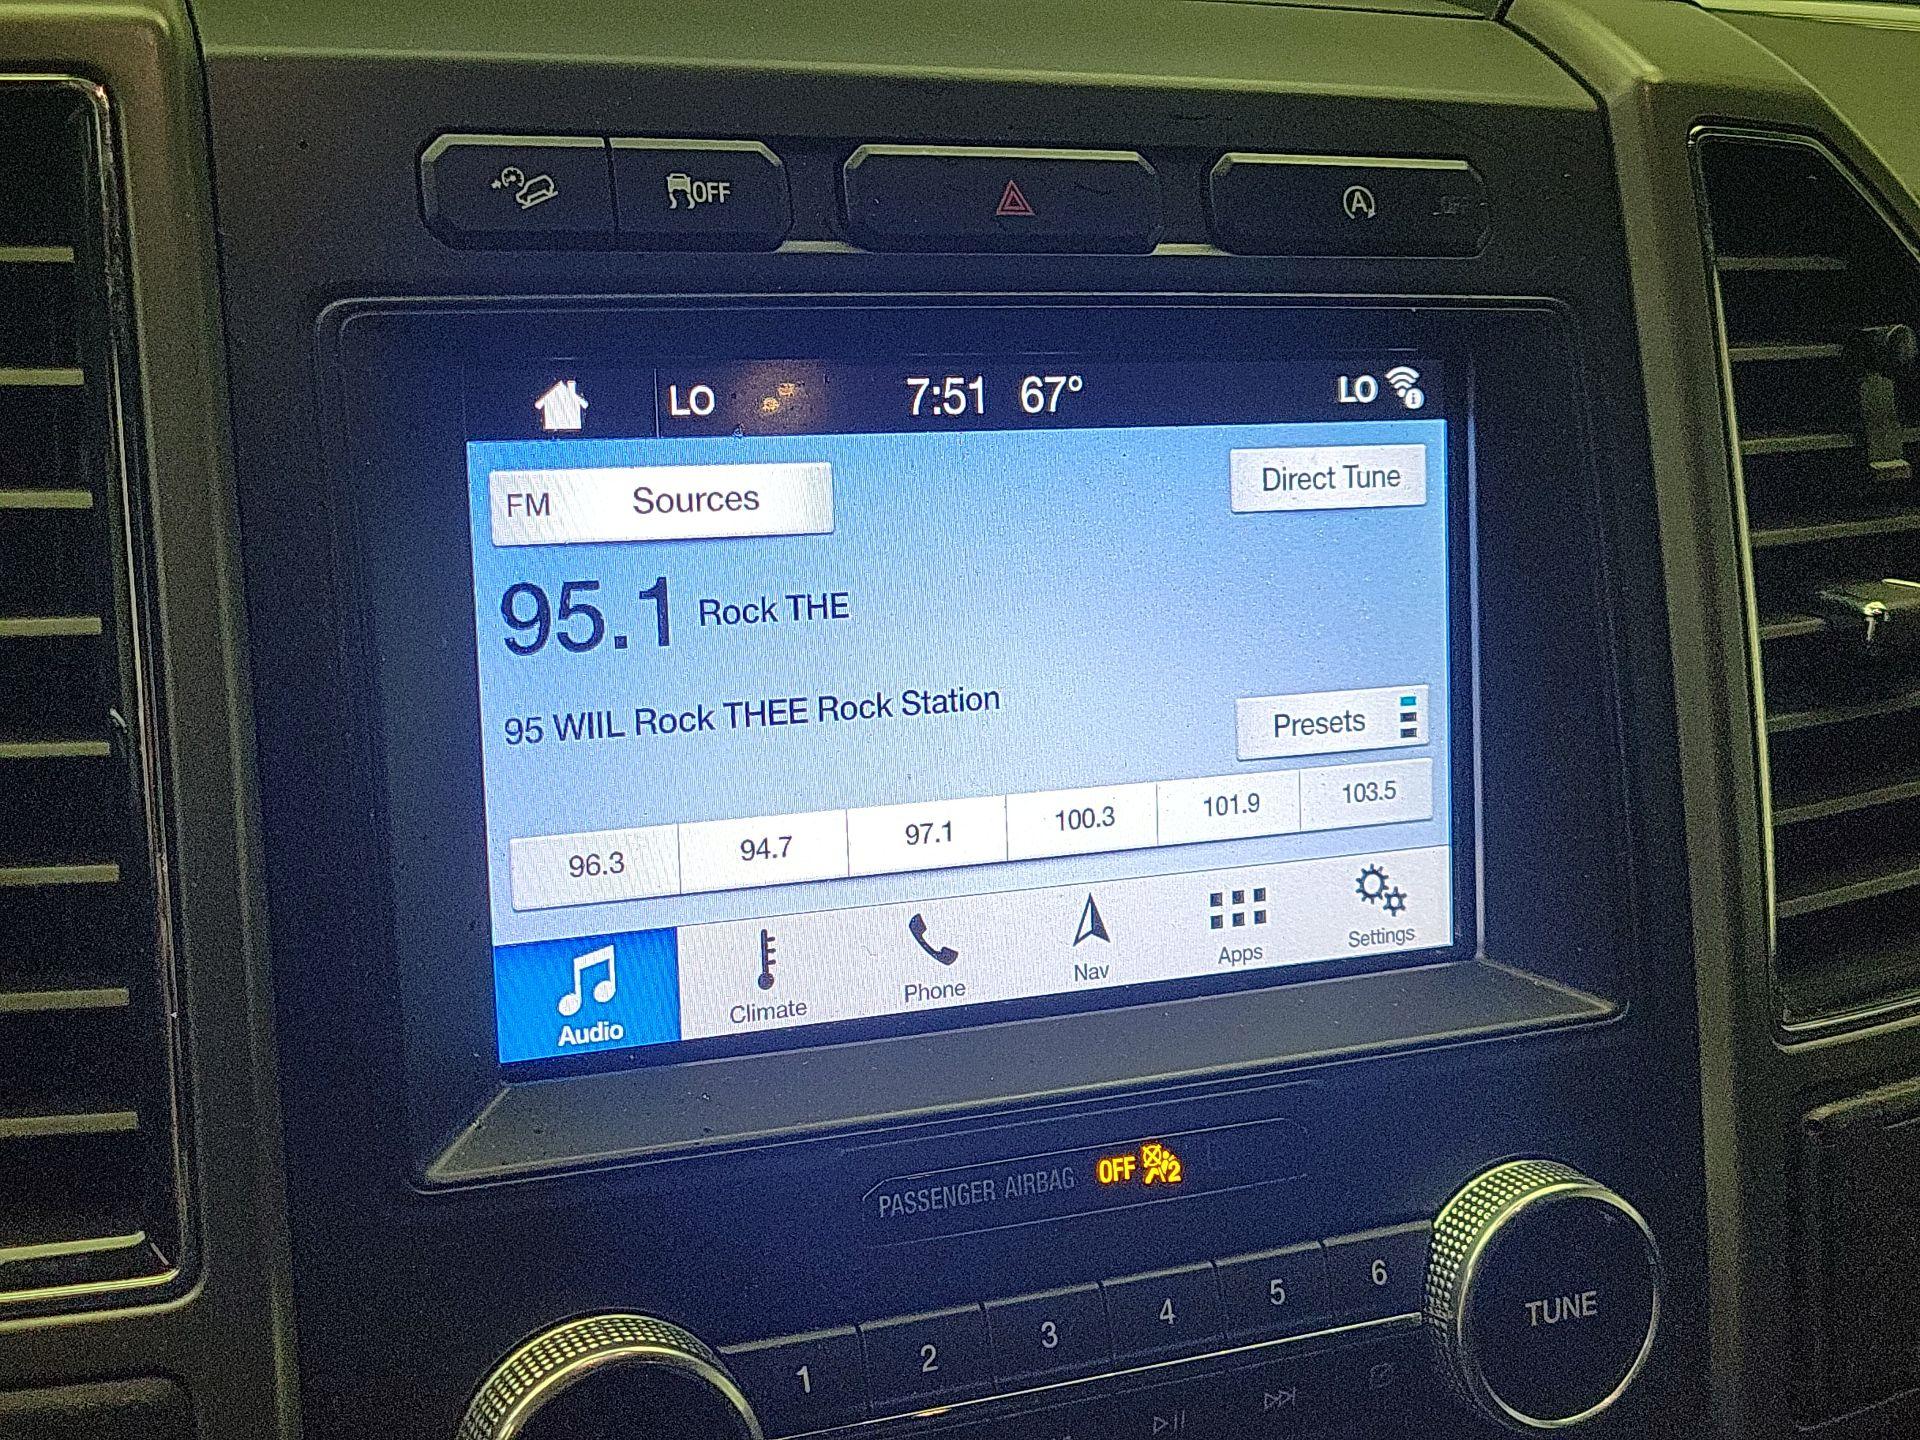 OFF
A OFF
LO 7:51 67° LO
FM Sources Direct Tune
95.1 Rock THE
95 WIIL Rock THEE Rock Station
Presets
96.3 94.7 97.1 100.3 101.9 103.5
Audio Climate Phone Nav Apps Settings
PASSENGER AIRBAG OFF 2
1 2 3 4 5 6
TUNE